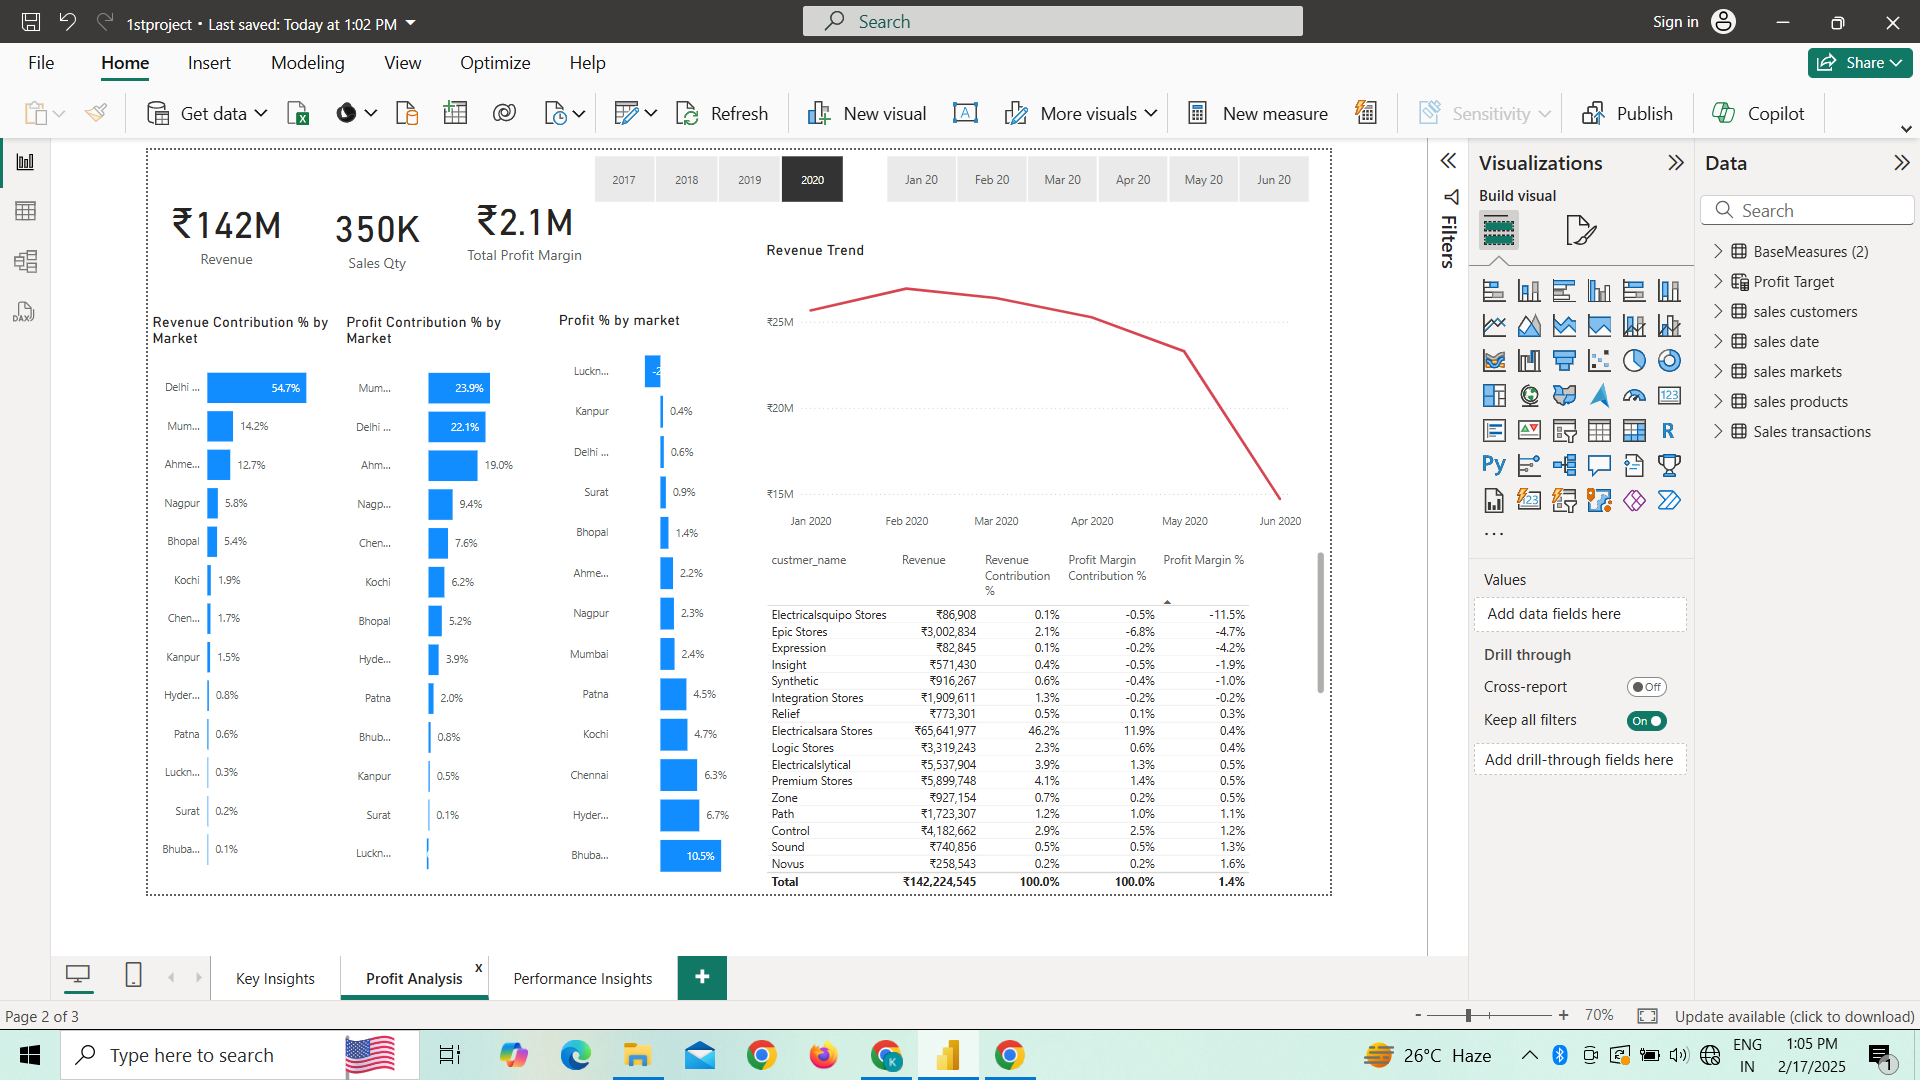 1stproject • Last saved: Today at 1:02 PM
Search
Sign in
File Home Insert Modeling View Optimize Help
Share
Get data
Refresh
New visual
More visuals
New measure
Sensitivity
Publish
Copilot
2017 2018 2019 2020
Jan 20 Feb 20 Mar 20 Apr 20 May 20 Jun 20
₹142M
Revenue
350K
Sales Qty
₹2.1M
Total Profit Margin
Revenue Contribution % by
Market
Delhi ... 54.7%
Mum... 14.2%
Ahme... 12.7%
Nagpur 5.8%
Bhopal 5.4%
Kochi 1.9%
Chen... 1.7%
Kanpur 1.5%
Hyder... 0.8%
Patna 0.6%
Luckn... 0.3%
Surat 0.2%
Bhuba... 0.1%
Profit Contribution % by
Market
Mum... 23.9%
Delhi ... 22.1%
Ahm... 19.0%
Nagp... 9.4%
Chen... 7.6%
Kochi 6.2%
Bhopal 5.2%
Hyde... 3.9%
Patna 2.0%
Bhub... 0.8%
Kanpur 0.5%
Surat 0.1%
Luckn...
Profit % by market
Luckn... -2
Kanpur 0.4%
Delhi ... 0.6%
Surat 0.9%
Bhopal 1.4%
Ahme... 2.2%
Nagpur 2.3%
Mumbai 2.4%
Patna 4.5%
Kochi 4.7%
Chennai 6.3%
Hyder... 6.7%
Bhuba... 10.5%
Revenue Trend
₹25M
₹20M
₹15M
Jan 2020 Feb 2020 Mar 2020 Apr 2020 May 2020 Jun 2020
custmer_name Revenue Revenue Profit Margin Profit Margin %
Contribution Contribution %
%
Electricalsquipo Stores ₹86,908 0.1% -0.5% -11.5%
Epic Stores ₹3,002,834 2.1% -6.8% -4.7%
Expression ₹82,845 0.1% -0.2% -4.2%
Insight ₹571,430 0.4% -0.5% -1.9%
Synthetic ₹916,267 0.6% -0.4% -1.0%
Integration Stores ₹1,909,611 1.3% -0.2% -0.2%
Relief ₹773,301 0.5% 0.1% 0.3%
Electricalsara Stores ₹65,641,977 46.2% 11.9% 0.4%
Logic Stores ₹3,319,243 2.3% 0.6% 0.4%
Electricalslytical ₹5,537,904 3.9% 1.3% 0.5%
Premium Stores ₹5,899,748 4.1% 1.4% 0.5%
Zone ₹927,154 0.7% 0.2% 0.5%
Path ₹1,723,307 1.2% 1.0% 1.1%
Control ₹4,182,662 2.9% 2.5% 1.2%
Sound ₹740,856 0.5% 0.5% 1.3%
Novus ₹258,543 0.2% 0.2% 1.6%
Total ₹142,224,545 100.0% 100.0% 1.4%
Filters
Visualizations
Build visual
123
R
Py
123
...
Values
Add data fields here
Drill through
Cross-report Off
Keep all filters On
Add drill-through fields here
Data
Search
BaseMeasures (2)
Profit Target
sales customers
sales date
sales markets
sales products
Sales transactions
DAX
Key Insights
Profit Analysis x
Performance Insights
+
Page 2 of 3
- + 70%
Update available (click to download)
Type here to search
K
26°C Haze
ENG
IN
1:05 PM
2/17/2025
1